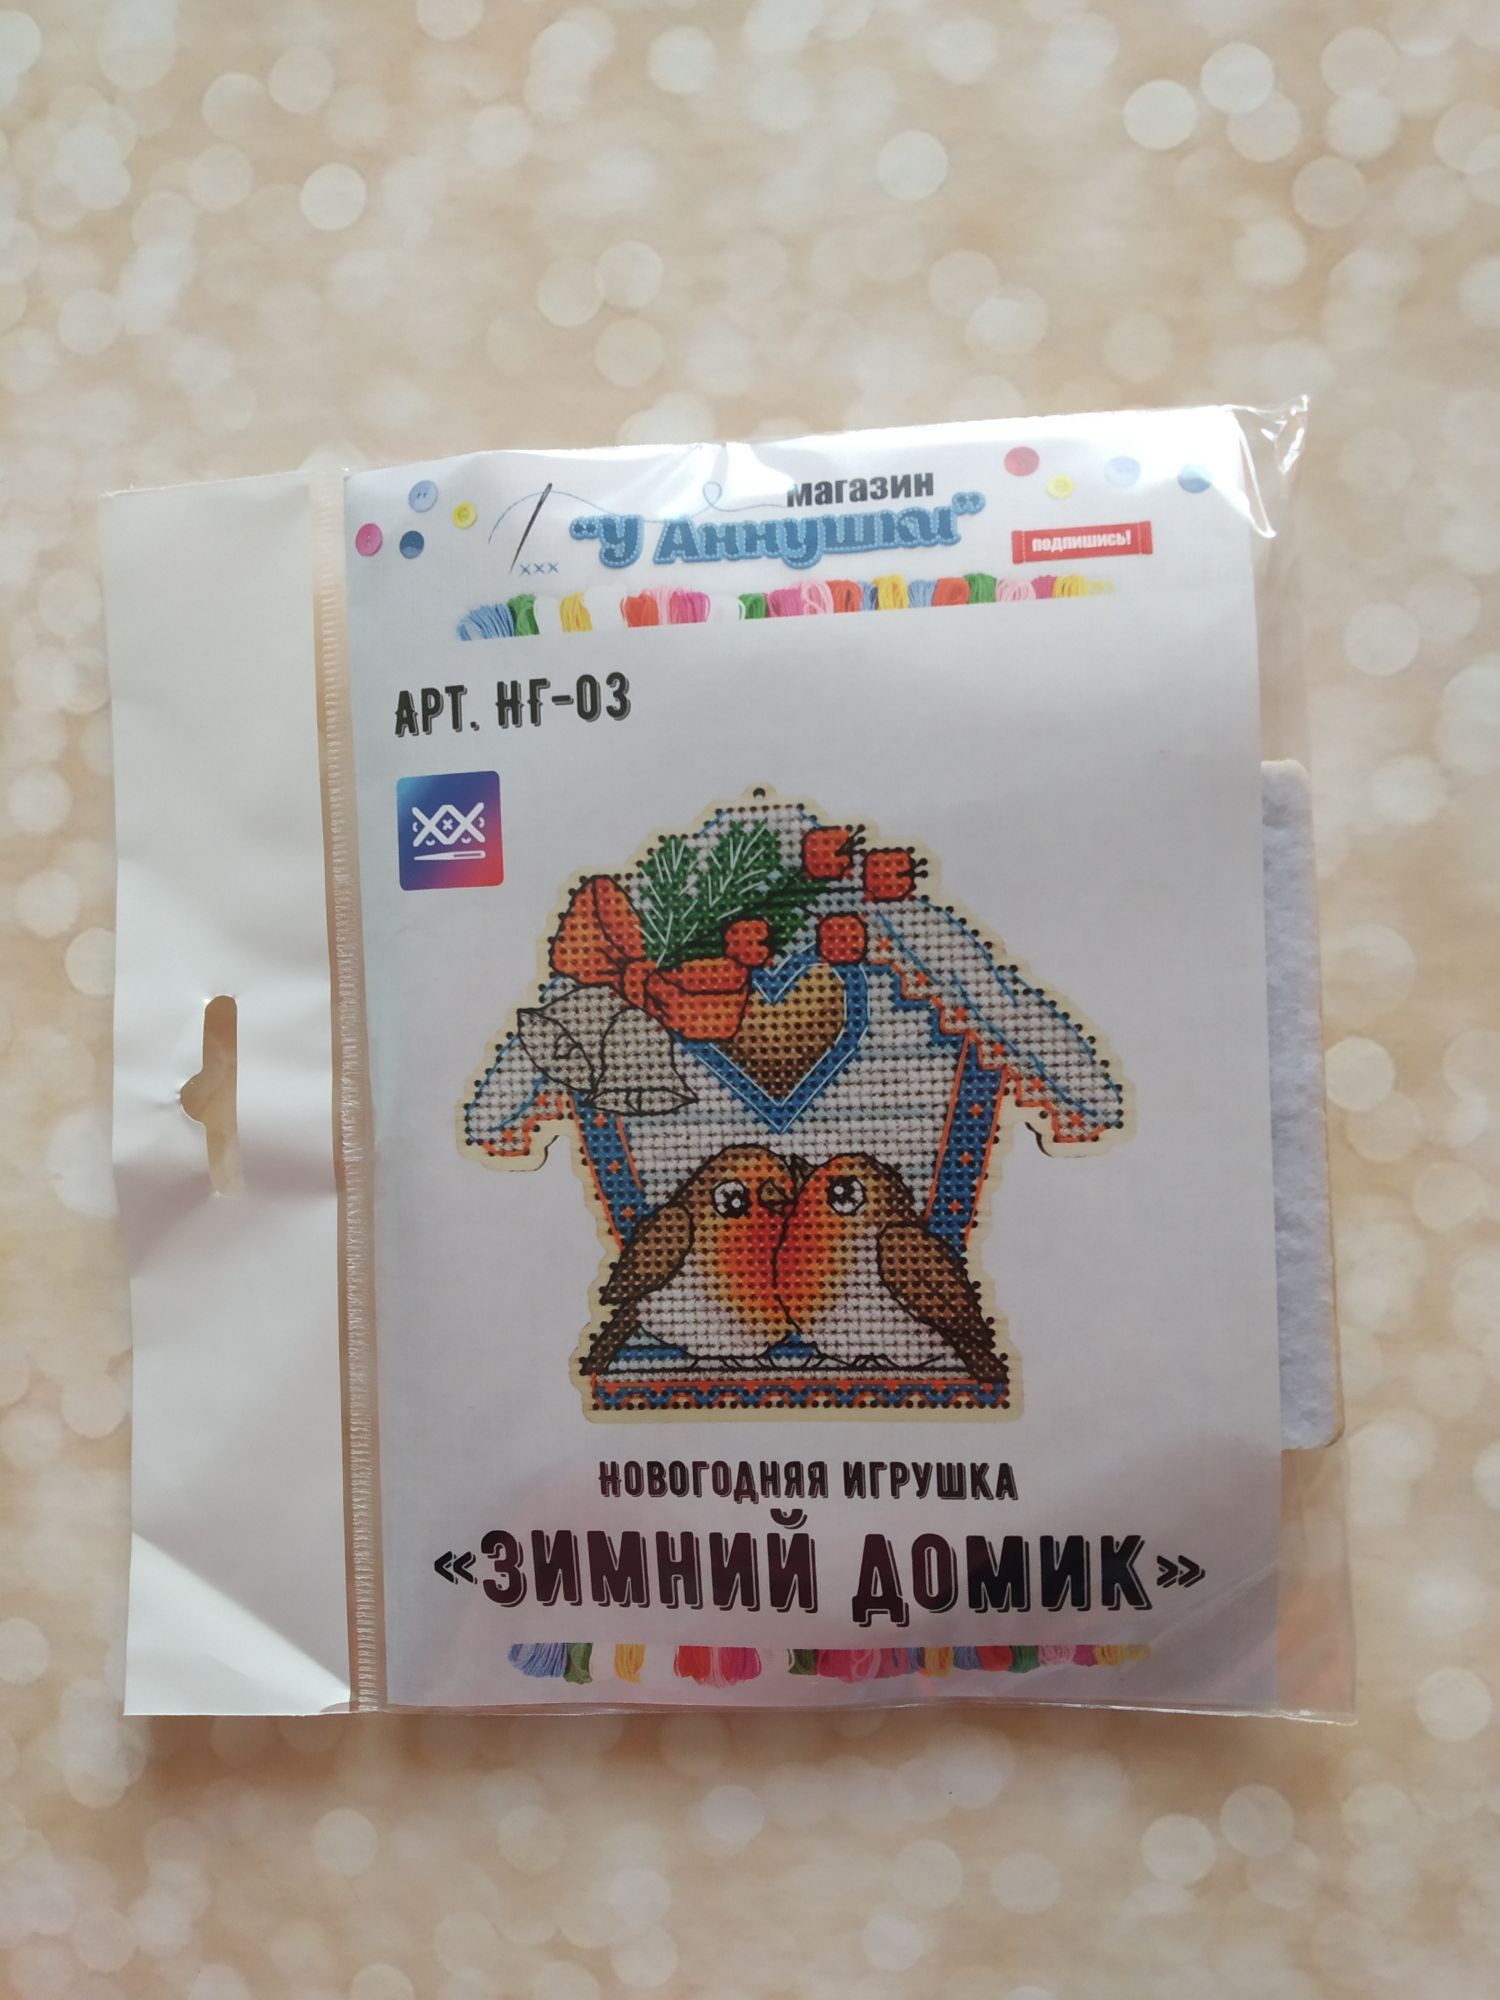 магазин
"У Аннушки"
подпишись!
АРТ. НГ-03
НОВОГОДНЯЯ ИГРУШКА
«ЗИМНИЙ ДОМИК»